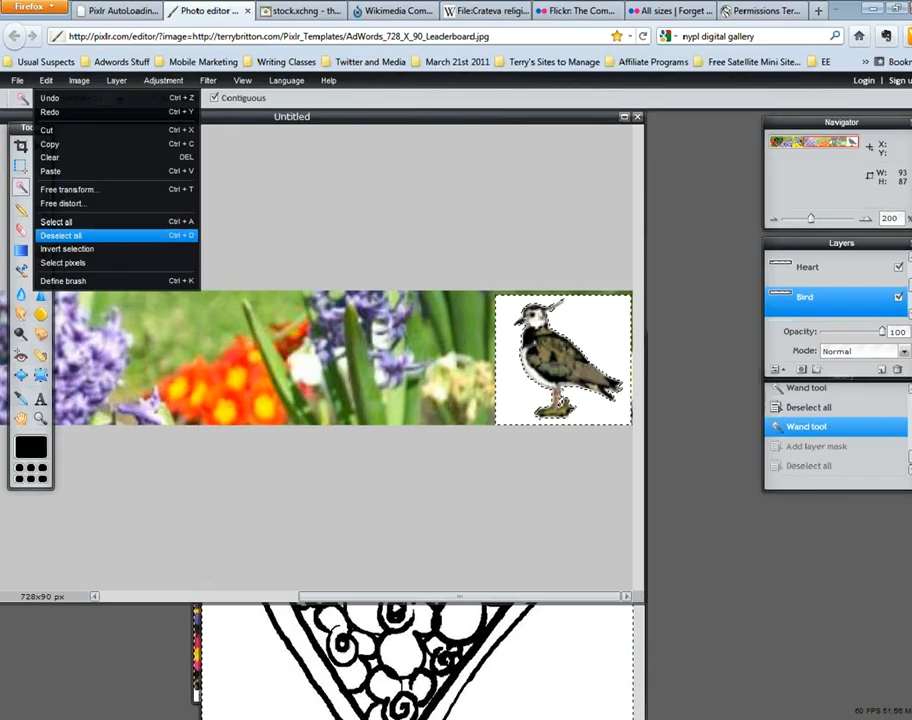 Firefox
Pixlr AutoLoadin...
Photo editor ...
stock.xchng - th...
Wikimedia Comm...
File:Crateva religi...
Flickr: The Com...
All sizes | Forget ...
Permissions Ter...
http://pixlr.com/editor/?image=http://terrybritton.com/Pixlr_Templates/AdWords_728_X_90_Leaderboard.jpg
nypl digital gallery
Usual Suspects
Adwords Stuff
Mobile Marketing
Writing Classes
Twitter and Media
March 21st 2011
Terry's Sites to Manage
Affiliate Programs
Free Satellite Mini Site...
EE
Bookm
File Edit Image Layer Adjustment Filter View Language Help
Login | Sign u
Contiguous
Undo Ctrl + Z
Redo Ctrl + Y
Cut Ctrl + X
Copy Ctrl + C
Clear DEL
Paste Ctrl + V
Free transform... Ctrl + T
Free distort...
Select all Ctrl + A
Deselect all Ctrl + D
Invert selection
Select pixels
Define brush Ctrl + K
Too
Untitled
728x90 px
Navigator
X:
Y:
W: 93
H: 87
200
Layers
Heart
Bird
Opacity: 100
Mode: Normal
Wand tool
Deselect all
Wand tool
Add layer mask
Deselect all